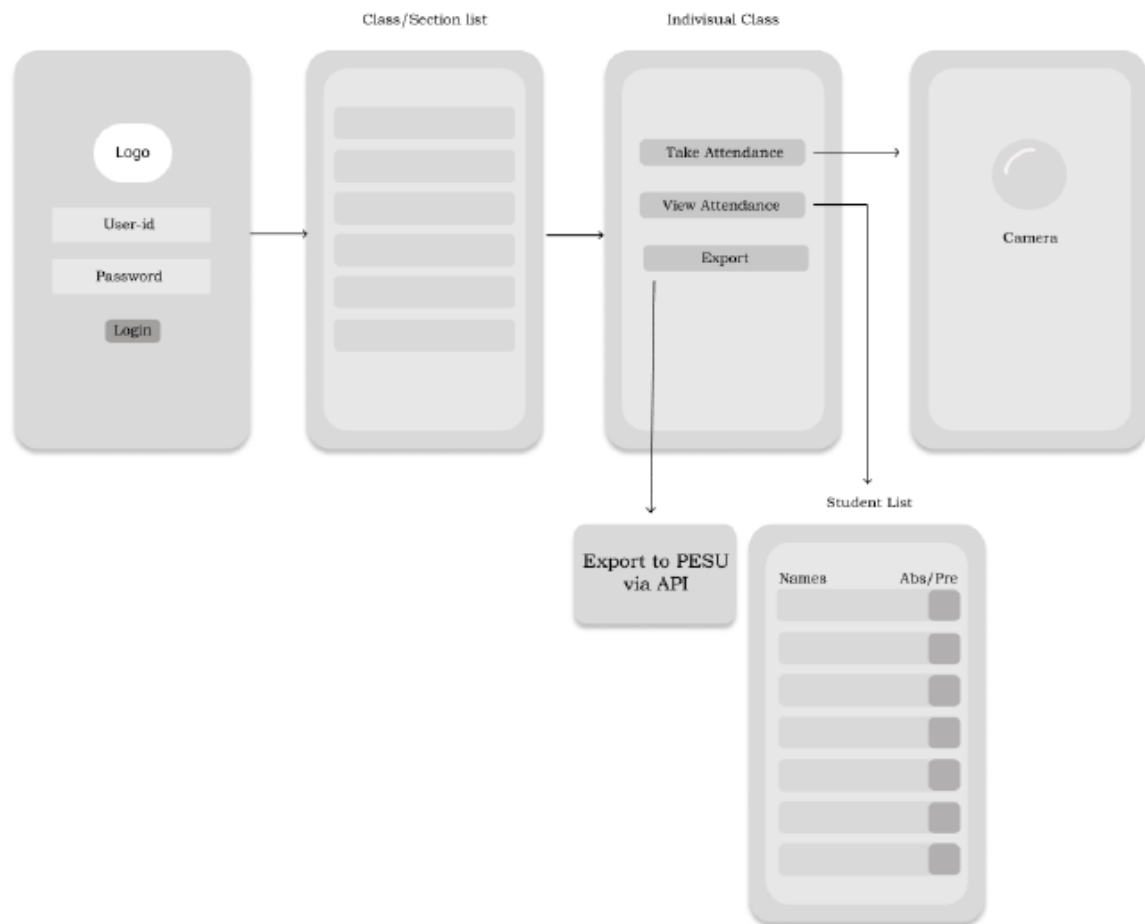 Class/Section list
Indivisual Class
Logo
User-id
Password
Login
Take Attendance
View Attendance
Export
Camera
Export to PESU
via API
Student List
Names
Abs/Pre